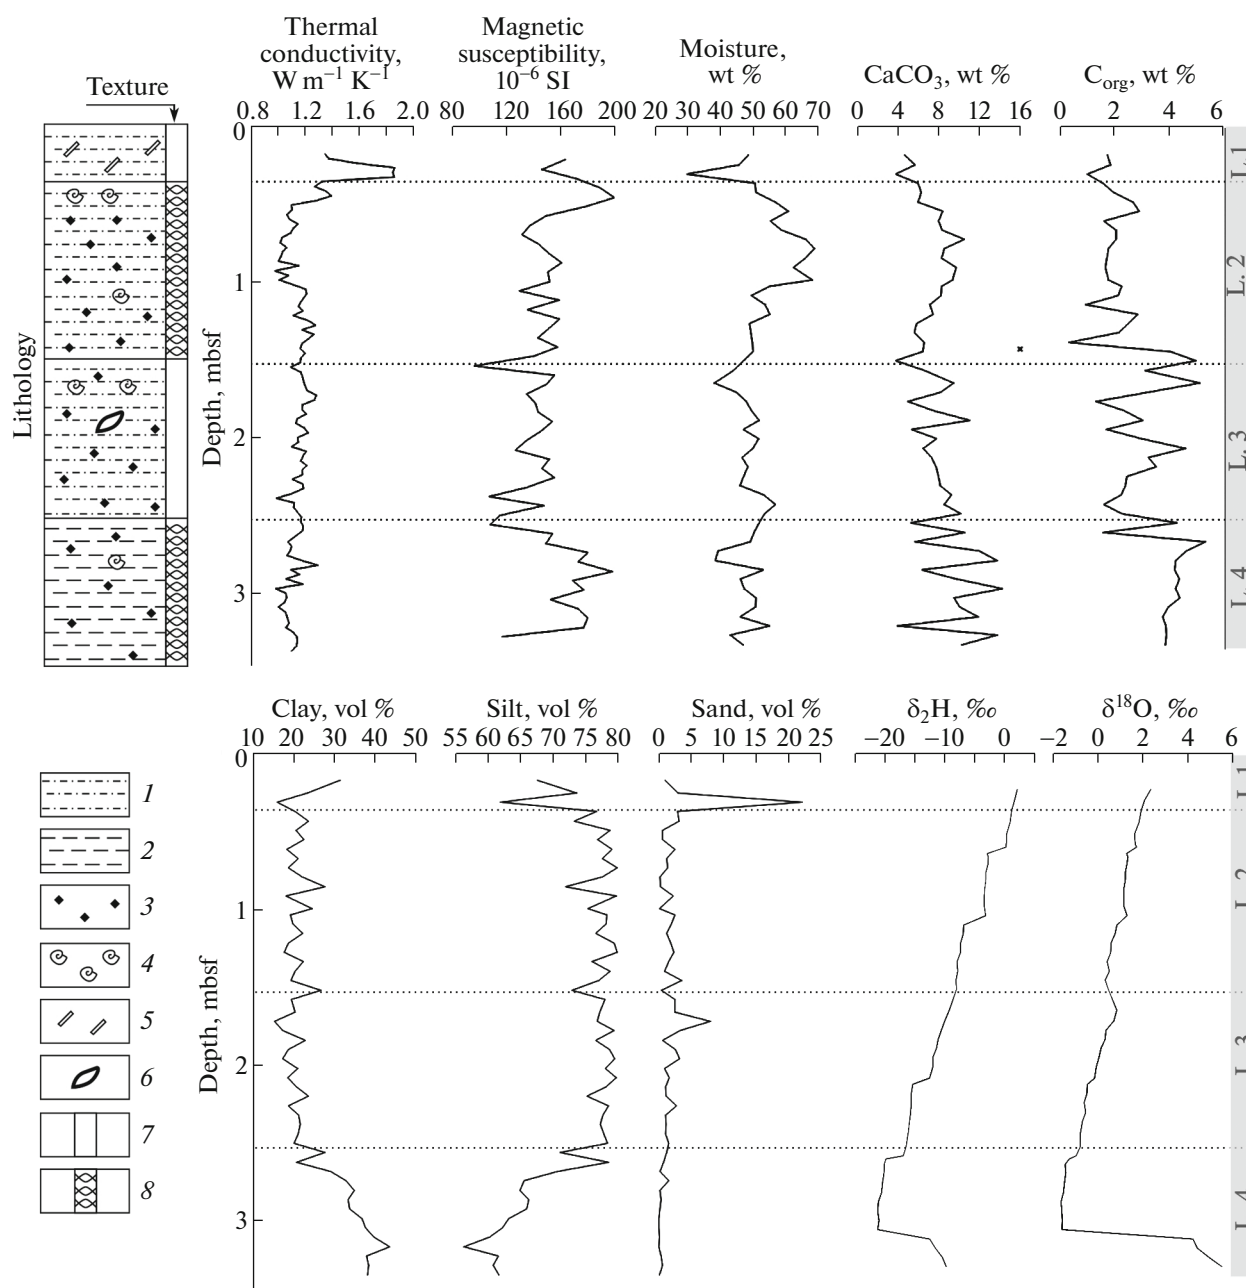 Thermal
conductivity,
W m⁻¹ K⁻¹
Magnetic
susceptibility,
10⁻⁶ SI
Moisture,
wt %
CaCO₃, wt %
C_org, wt %
Texture
0.8 1.2 1.6 2.0
80 120 160 200
20 30 40 50 60 70
0 4 8 12 16
0 2 4 6
Lithology
Depth, mbsf
0
1
2
3
L. 1
L. 2
L. 3
L. 4
Clay, vol %
Silt, vol %
Sand, vol %
δ₂H, ‰
δ¹⁸O, ‰
10 20 30 40 50
55 60 65 70 75 80
0 5 10 15 20 25
−20 −10 0
−2 0 2 4 6
Depth, mbsf
0
1
2
3
L. 1
L. 2
L. 3
L. 4
1
2
3
4
5
6
7
8